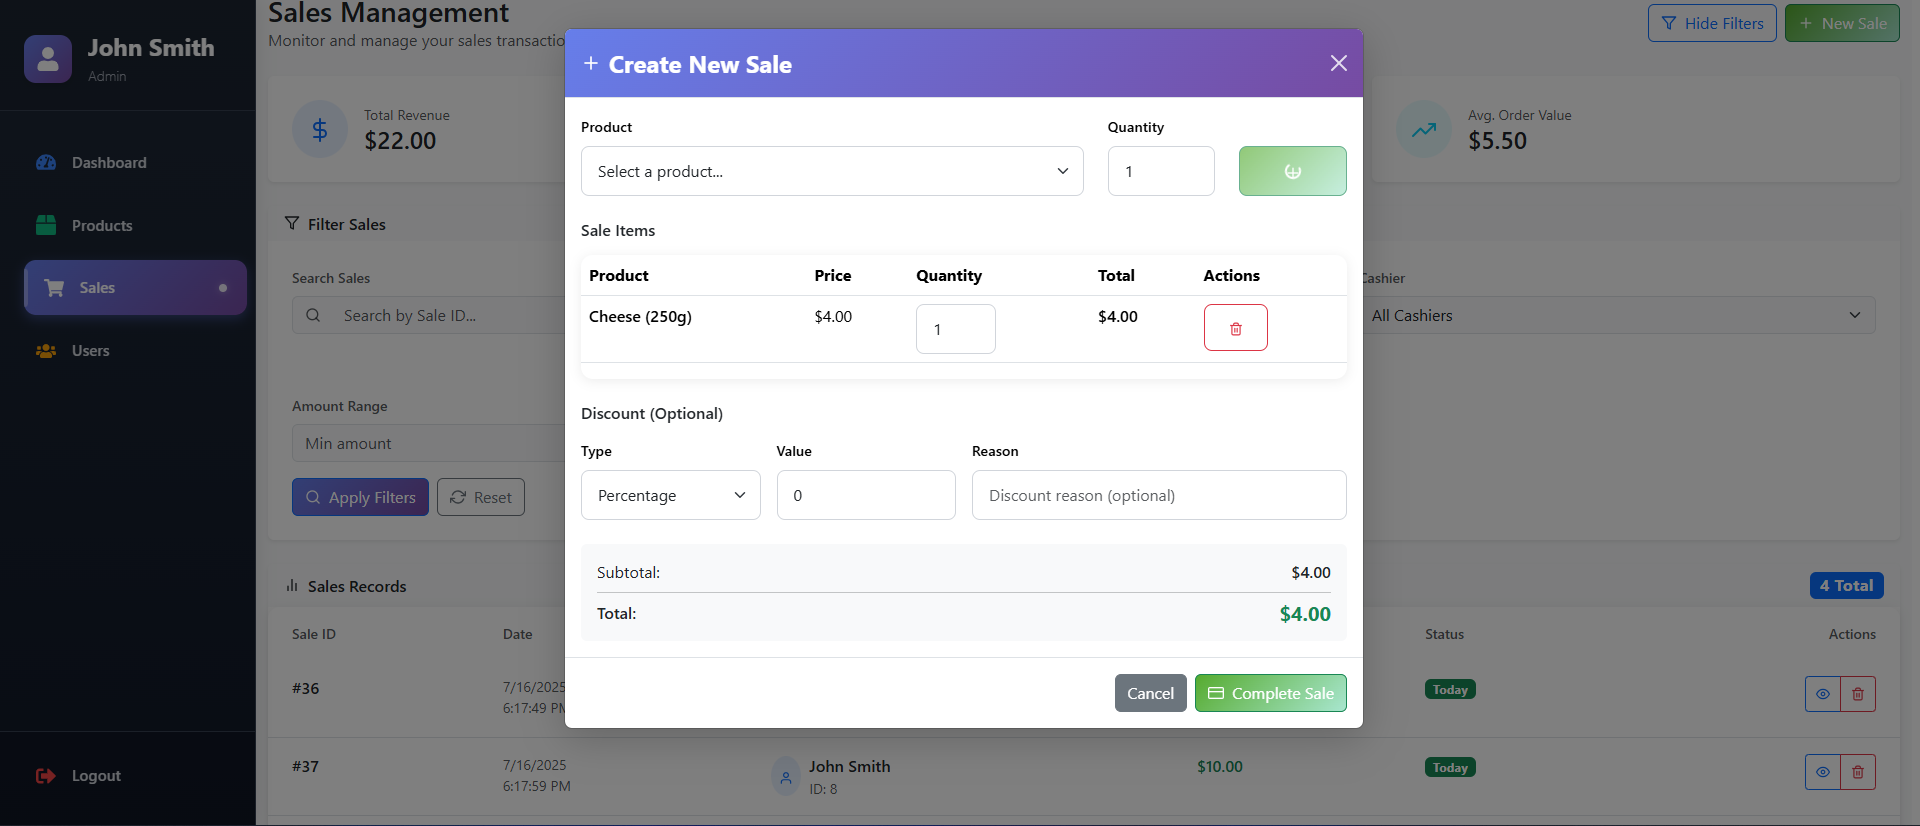 John Smith
Admin
Dashboard
Products
Sales
Users
Logout
Sales Management
Monitor and manage your sales
Hide Filters
New Sale
Total Revenue
$22.00
Avg. Order Value
$5.50
Filter Sales
Search Sales
Search by Sale ID...
Cashier
All Cashiers
Amount Range
Min amount
Apply Filters
Reset
Sales Records
4 Total
Sale ID Date Status Actions
#36 7/16/2025 Today
6:17:49 PM
#37 7/16/2025 John Smith $10.00 Today
6:17:59 PM ID: 8
Create New Sale
Product Quantity
Select a product... 1
Sale Items
Product Price Quantity Total Actions
Cheese (250g) $4.00 1 $4.00
Discount (Optional)
Type Value Reason
Percentage 0 Discount reason (optional)
Subtotal: $4.00
Total: $4.00
Cancel Complete Sale